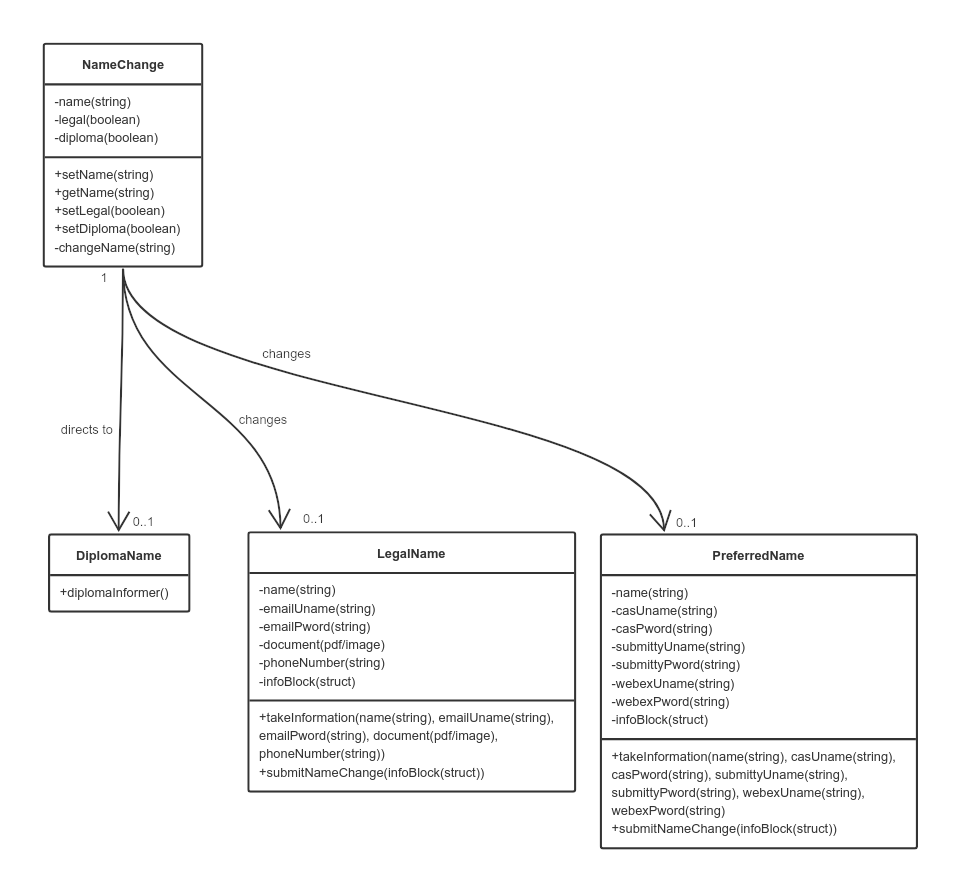 NameChange
-name(string)
-legal(boolean)
-diploma(boolean)
+setName(string)
+getName(string)
+setLegal(boolean)
+setDiploma(boolean)
-changeName(string)
1
changes
changes
directs to
0..1
0..1
0..1
DiplomaName
+diplomaInformer()
LegalName
-name(string)
-emailUname(string)
-emailPword(string)
-document(pdf/image)
-phoneNumber(string)
-infoBlock(struct)
+takeInformation(name(string), emailUname(string),
emailPword(string), document(pdf/image),
phoneNumber(string))
+submitNameChange(infoBlock(struct))
PreferredName
-name(string)
-casUname(string)
-casPword(string)
-submittyUname(string)
-submittyPword(string)
-webexUname(string)
-webexPword(string)
-infoBlock(struct)
+takeInformation(name(string), casUname(string),
casPword(string), submittyUname(string),
submittyPword(string), webexUname(string),
webexPword(string)
+submitNameChange(infoBlock(struct))